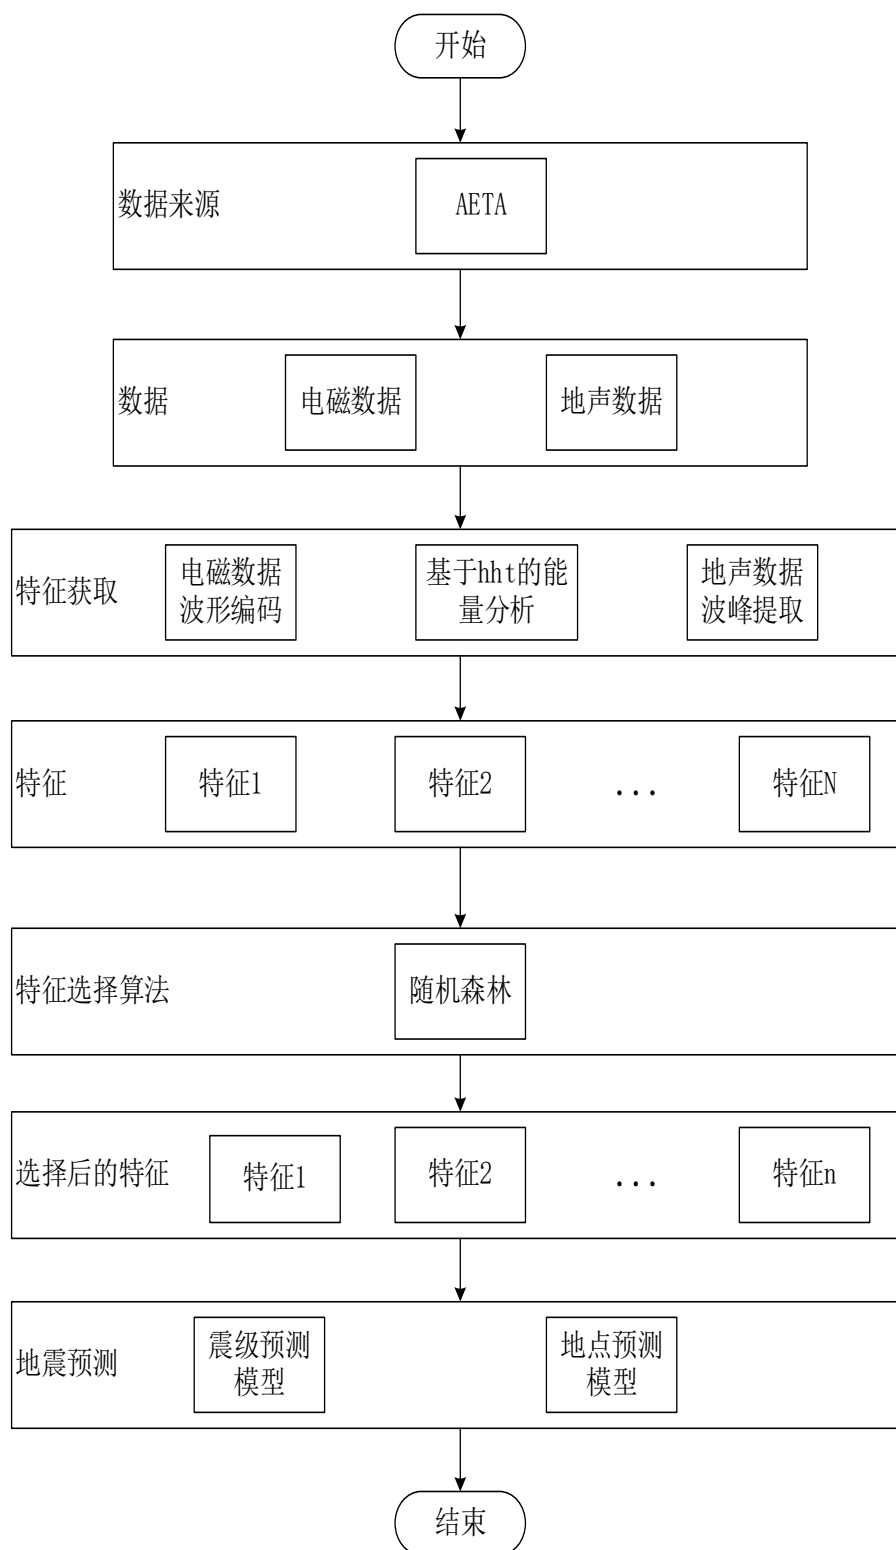 开始
数据来源
AETA
数据
电磁数据
地声数据
特征获取
电磁数据
波形编码
基于hht的能
量分析
地声数据
波峰提取
特征
特征1
特征2
...
特征N
特征选择算法
随机森林
选择后的特征
特征1
特征2
...
特征n
地震预测
震级预测
模型
地点预测
模型
结束